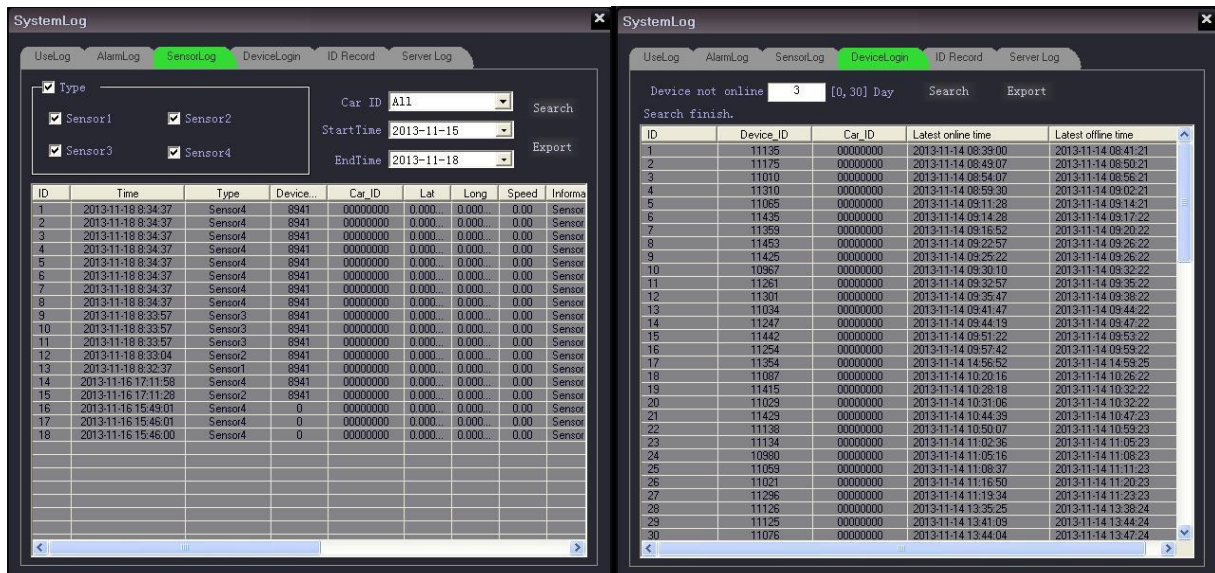 SystemLog
UseLog AlarmLog SensorLog DeviceLogin ID Record Server Log
Type
Sensor1 Sensor2
Sensor3 Sensor4
Car ID All
StartTime 2013-11-15
EndTime 2013-11-18
Search
Export
ID Time Type Device... Car_ID Lat Long Speed Informa
1 2013-11-18 8:34:37 Sensor4 8941 00000000 0.000... 0.000... 0.00 Sensor
2 2013-11-18 8:34:37 Sensor4 8941 00000000 0.000... 0.000... 0.00 Sensor
3 2013-11-18 8:34:37 Sensor4 8941 00000000 0.000... 0.000... 0.00 Sensor
4 2013-11-18 8:34:37 Sensor4 8941 00000000 0.000... 0.000... 0.00 Sensor
5 2013-11-18 8:34:37 Sensor4 8941 00000000 0.000... 0.000... 0.00 Sensor
6 2013-11-18 8:34:37 Sensor4 8941 00000000 0.000... 0.000... 0.00 Sensor
7 2013-11-18 8:34:37 Sensor4 8941 00000000 0.000... 0.000... 0.00 Sensor
8 2013-11-18 8:34:37 Sensor4 8941 00000000 0.000... 0.000... 0.00 Sensor
9 2013-11-18 8:33:57 Sensor3 8941 00000000 0.000... 0.000... 0.00 Sensor
10 2013-11-18 8:33:57 Sensor3 8941 00000000 0.000... 0.000... 0.00 Sensor
11 2013-11-18 8:33:57 Sensor3 8941 00000000 0.000... 0.000... 0.00 Sensor
12 2013-11-18 8:33:04 Sensor2 8941 00000000 0.000... 0.000... 0.00 Sensor
13 2013-11-18 8:32:37 Sensor1 8941 00000000 0.000... 0.000... 0.00 Sensor
14 2013-11-16 17:11:58 Sensor4 8941 00000000 0.000... 0.000... 0.00 Sensor
15 2013-11-16 17:11:28 Sensor2 8941 00000000 0.000... 0.000... 0.00 Sensor
16 2013-11-16 15:49:01 Sensor4 0 00000000 0.000... 0.000... 0.00 Sensor
17 2013-11-16 15:46:01 Sensor4 0 00000000 0.000... 0.000... 0.00 Sensor
18 2013-11-16 15:46:00 Sensor4 0 00000000 0.000... 0.000... 0.00 Sensor
SystemLog
UseLog AlarmLog SensorLog DeviceLogin ID Record Server Log
Device not online 3 [0,30] Day Search Export
Search finish.
ID Device_ID Car_ID Latest online time Latest offline time
1 11135 00000000 2013-11-14 08:39:00 2013-11-14 08:41:21
2 11175 00000000 2013-11-14 08:49:07 2013-11-14 08:50:21
3 11010 00000000 2013-11-14 08:54:07 2013-11-14 08:56:21
4 11310 00000000 2013-11-14 08:59:30 2013-11-14 09:02:21
5 11065 00000000 2013-11-14 09:11:28 2013-11-14 09:14:21
6 11435 00000000 2013-11-14 09:14:28 2013-11-14 09:17:22
7 11359 00000000 2013-11-14 09:16:52 2013-11-14 09:20:22
8 11453 00000000 2013-11-14 09:22:57 2013-11-14 09:26:22
9 11425 00000000 2013-11-14 09:25:22 2013-11-14 09:26:22
10 10967 00000000 2013-11-14 09:30:10 2013-11-14 09:32:22
11 11261 00000000 2013-11-14 09:32:57 2013-11-14 09:35:22
12 11301 00000000 2013-11-14 09:35:47 2013-11-14 09:38:22
13 11034 00000000 2013-11-14 09:41:47 2013-11-14 09:44:22
14 11247 00000000 2013-11-14 09:44:19 2013-11-14 09:47:22
15 11442 00000000 2013-11-14 09:51:22 2013-11-14 09:53:22
16 11254 00000000 2013-11-14 09:57:42 2013-11-14 09:59:22
17 11354 00000000 2013-11-14 14:56:52 2013-11-14 14:59:25
18 11087 00000000 2013-11-14 10:20:16 2013-11-14 10:26:22
19 11415 00000000 2013-11-14 10:28:18 2013-11-14 10:32:22
20 11029 00000000 2013-11-14 10:31:06 2013-11-14 10:32:22
21 11429 00000000 2013-11-14 10:44:39 2013-11-14 10:47:23
22 11138 00000000 2013-11-14 10:50:07 2013-11-14 10:59:23
23 11134 00000000 2013-11-14 11:02:36 2013-11-14 11:05:23
24 10980 00000000 2013-11-14 11:05:16 2013-11-14 11:08:23
25 11059 00000000 2013-11-14 11:08:37 2013-11-14 11:11:23
26 11021 00000000 2013-11-14 11:16:50 2013-11-14 11:20:23
27 11296 00000000 2013-11-14 11:19:34 2013-11-14 11:23:23
28 11126 00000000 2013-11-14 13:35:25 2013-11-14 13:38:24
29 11125 00000000 2013-11-14 13:41:09 2013-11-14 13:44:24
30 11076 00000000 2013-11-14 13:44:04 2013-11-14 13:47:24